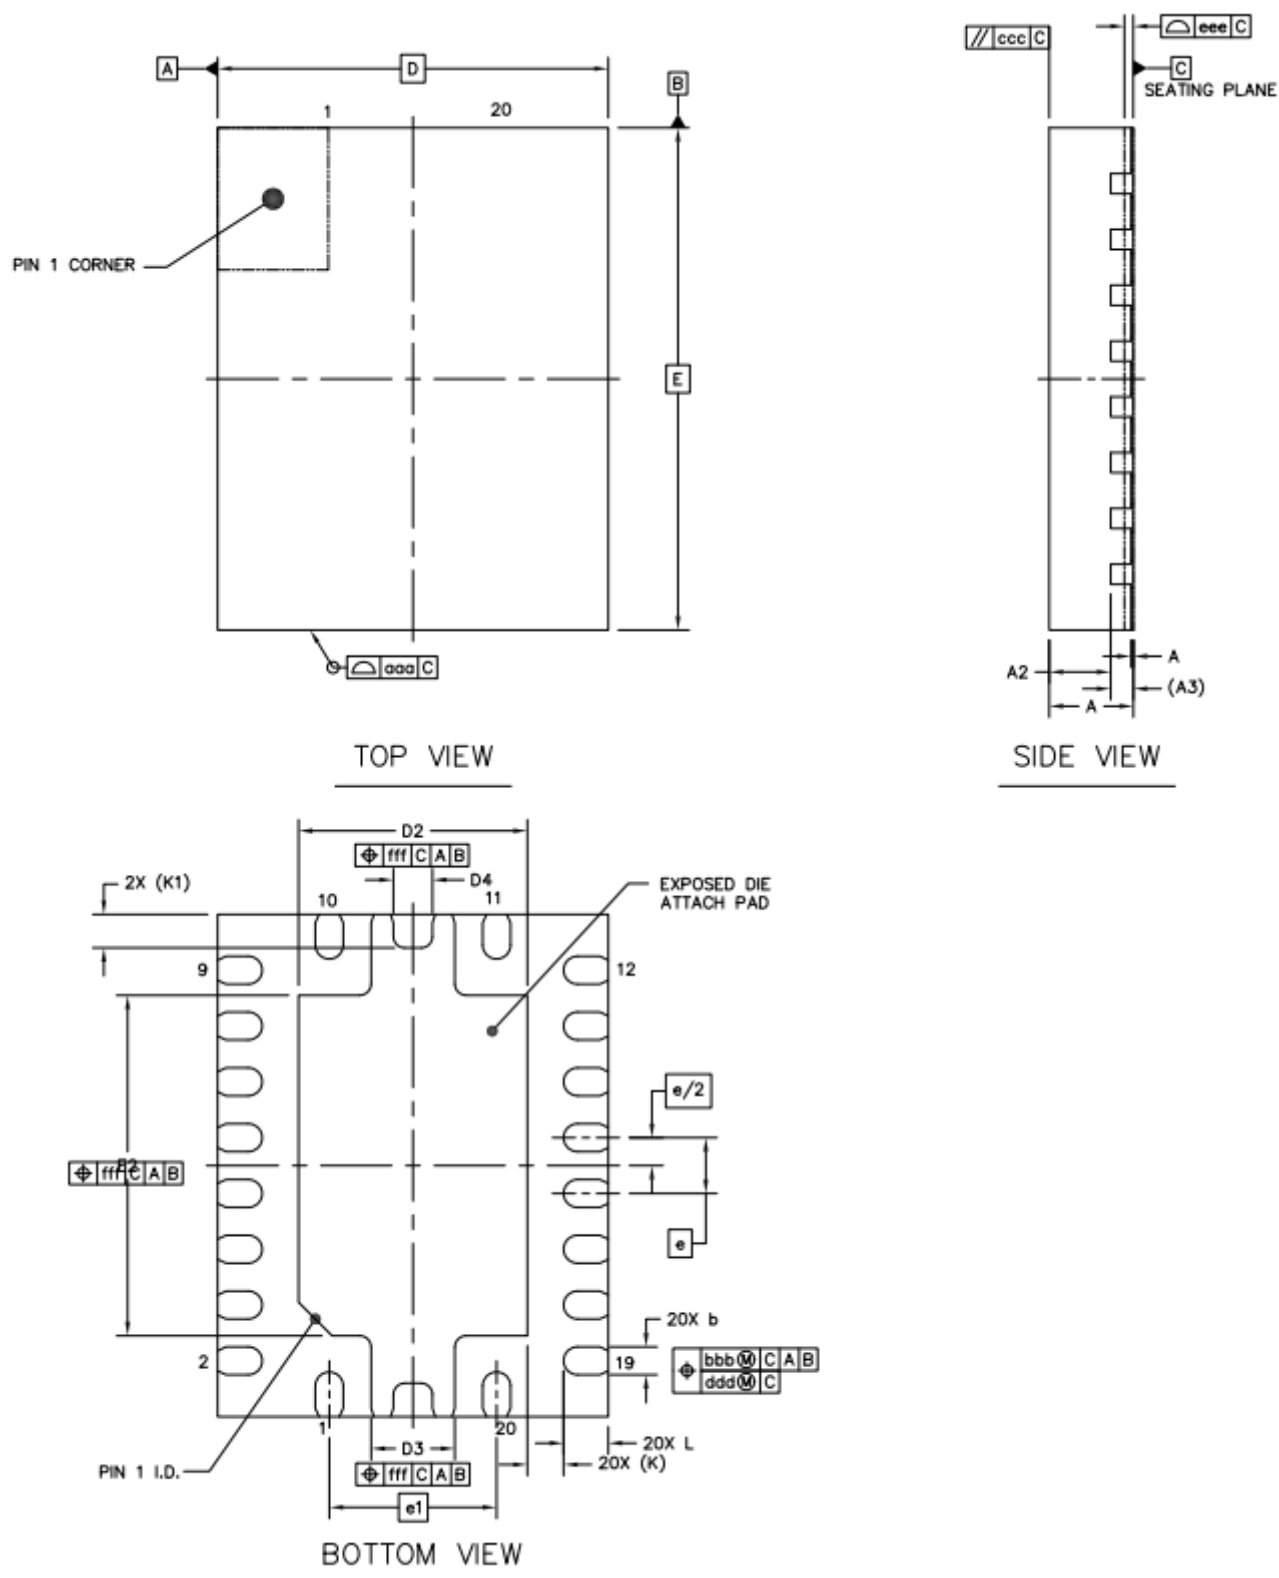 // ccc C
eee C
A
D
B
C
SEATING PLANE
1
20
PIN 1 CORNER
E
aaa C
A2
A
(A3)
A
TOP VIEW
SIDE VIEW
D2
fff C A B
2X (K1)
D4
EXPOSED DIE
ATTACH PAD
10
11
9
12
e/2
E2
fff C A B
e
20X b
2
19
bbb Ⓜ C A B
ddd Ⓜ C
1
20
D3
20X L
20X (K)
PIN 1 I.D.
fff C A B
e1
BOTTOM VIEW